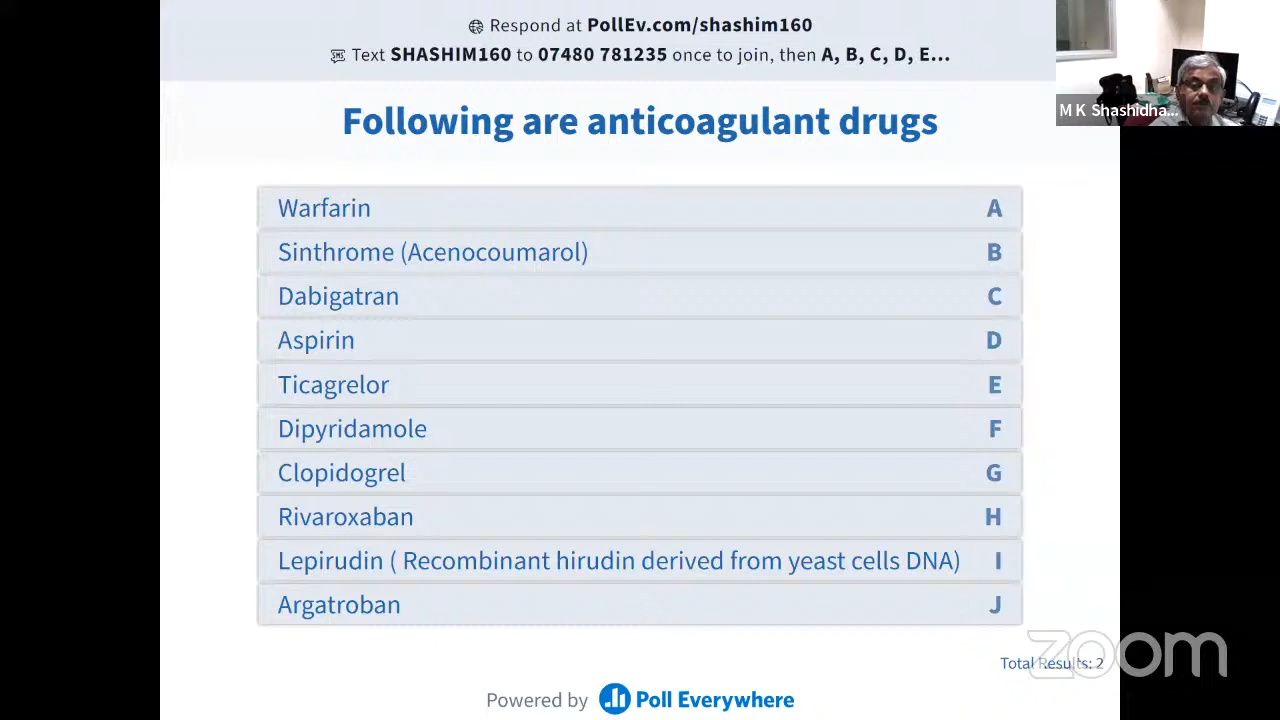 Respond at PollEv.com/shashim160
Text SHASHIM160 to 07480 781235 once to join, then A, B, C, D, E...
M K Shashidha...
Following are anticoagulant drugs
Warfarin A
Sinthrome (Acenocoumarol) B
Dabigatran C
Aspirin D
Ticagrelor E
Dipyridamole F
Clopidogrel G
Rivaroxaban H
Lepirudin ( Recombinant hirudin derived from yeast cells DNA) I
Argatroban J
Total Results: 2
zoom
Powered by Poll Everywhere